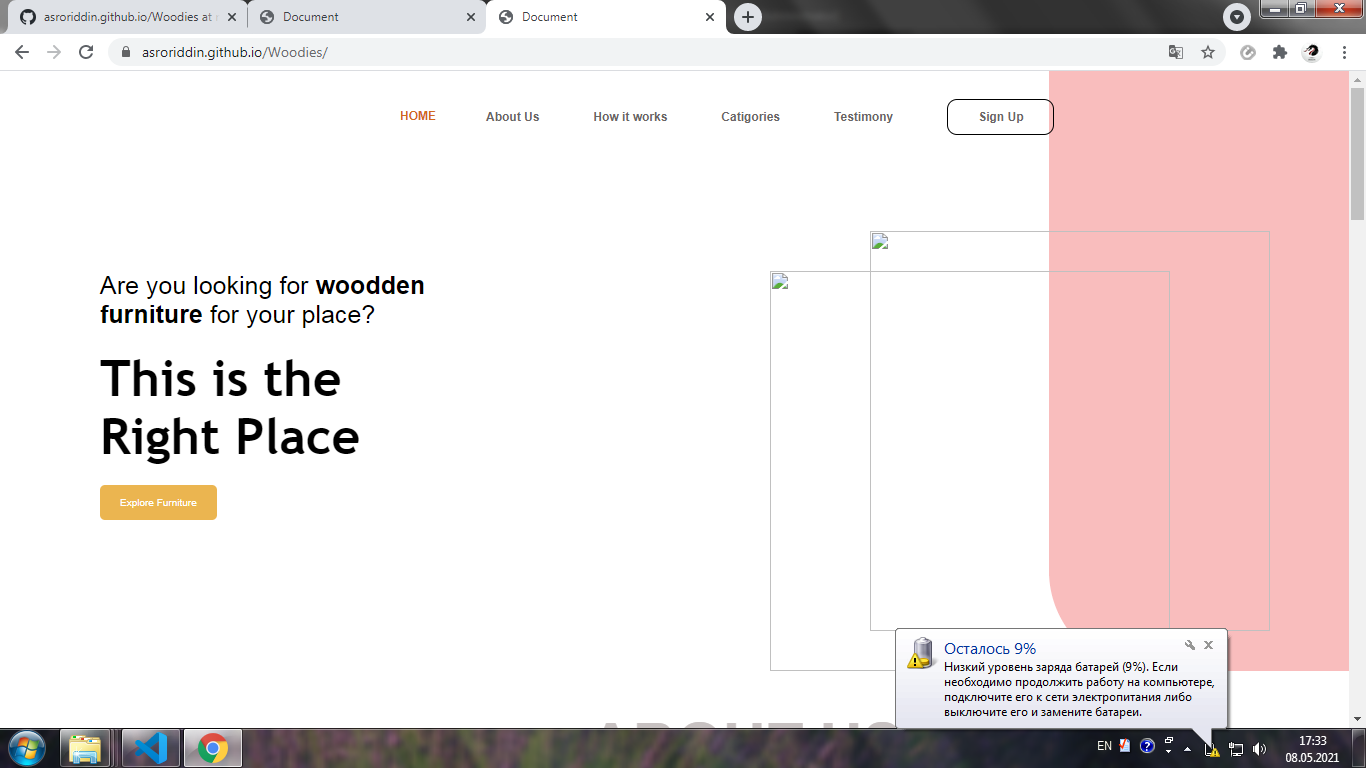 asroriddin.github.io/Woodies at
Document
Document
asroriddin.github.io/Woodies/
HOME
About Us
How it works
Catigories
Testimony
Sign Up
Are you looking for woodden
furniture for your place?
This is the
Right Place
Explore Furniture
ABOUT US
Осталось 9%
Низкий уровень заряда батарей (9%). Если
необходимо продолжить работу на компьютере,
подключите его к сети электропитания либо
выключите его и замените батареи.
EN
17:33
08.05.2021